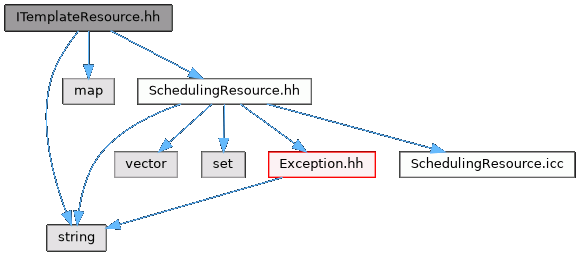 ITemplateResource.hh
map
SchedulingResource.hh
vector
set
Exception.hh
SchedulingResource.icc
string